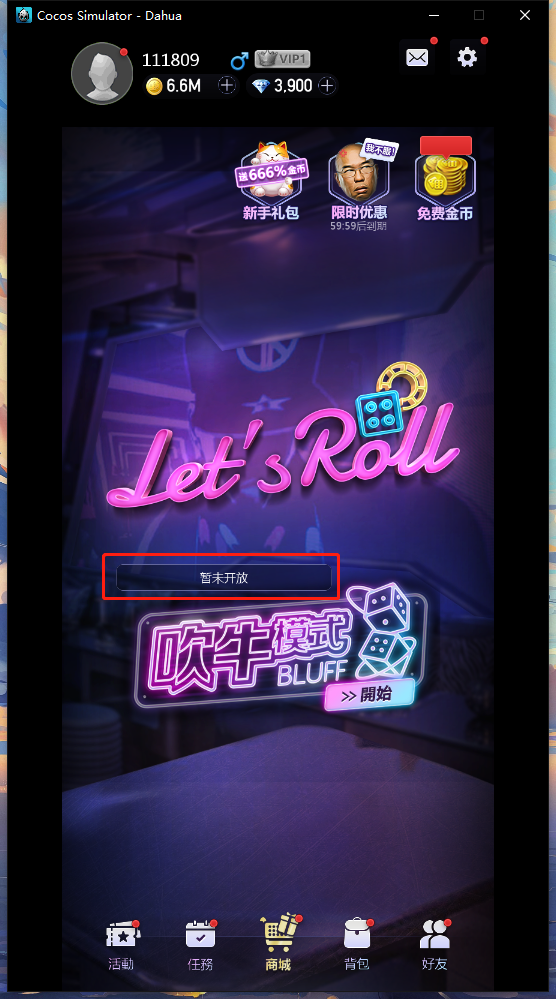 Cocos Simulator - Dahua
111809
VIP1
6.6M
3,900
送666%金币
新手礼包
我不服!
限时优惠
59:59后到期
免费金币
Let's Roll
暂未开放
吹牛模式
BLUFF
>> 開始
活動
任務
商城
背包
好友